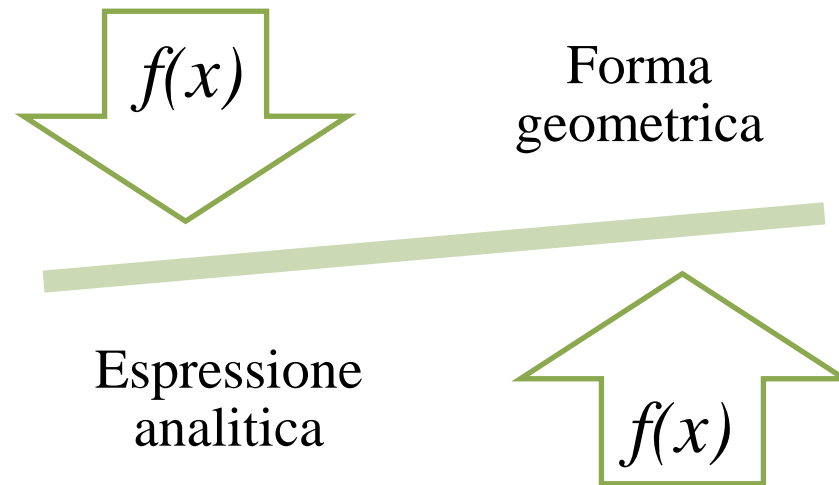 f(x)
Forma
geometrica
Espressione
analitica
f(x)